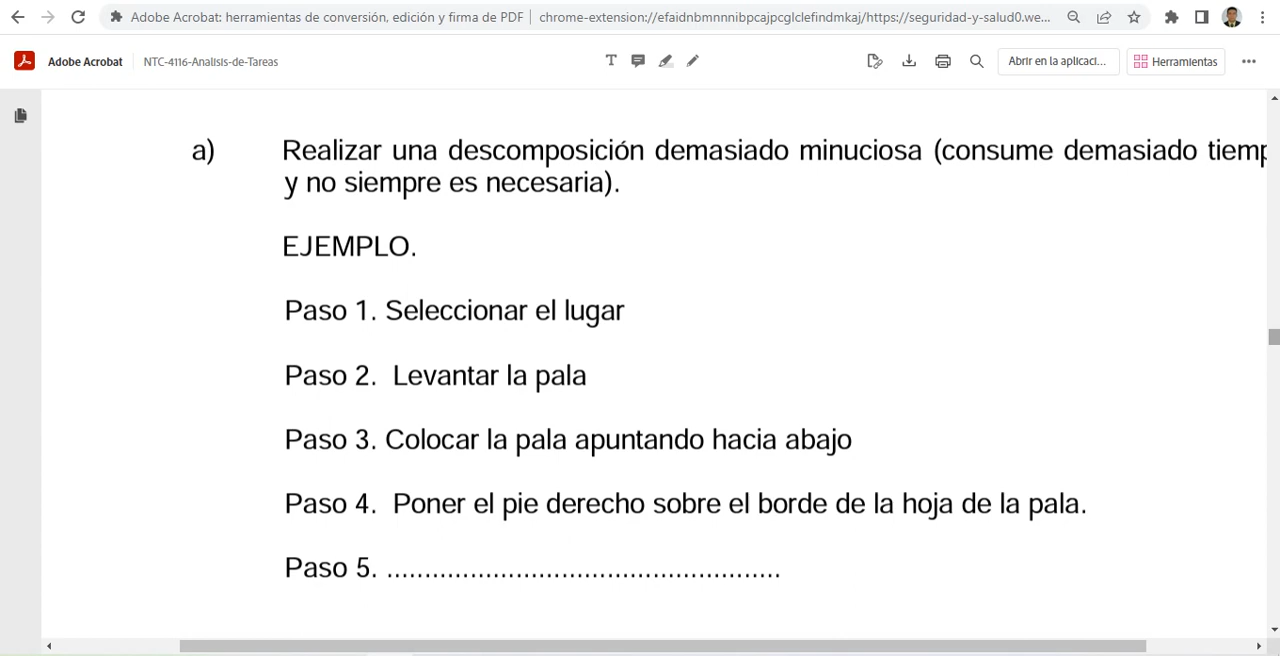 Adobe Acrobat: herramientas de conversión, edición y firma de PDF | chrome-extension://efaidnbmnnnibpcajpcglclefindmkaj/https://seguridad-y-salud0.we...
Adobe Acrobat NTC-4116-Analisis-de-Tareas T Abrir en la aplicaci... Herramientas
a) Realizar una descomposición demasiado minuciosa (consume demasiado tiemp
y no siempre es necesaria).
EJEMPLO.
Paso 1. Seleccionar el lugar
Paso 2. Levantar la pala
Paso 3. Colocar la pala apuntando hacia abajo
Paso 4. Poner el pie derecho sobre el borde de la hoja de la pala.
Paso 5. ....................................................